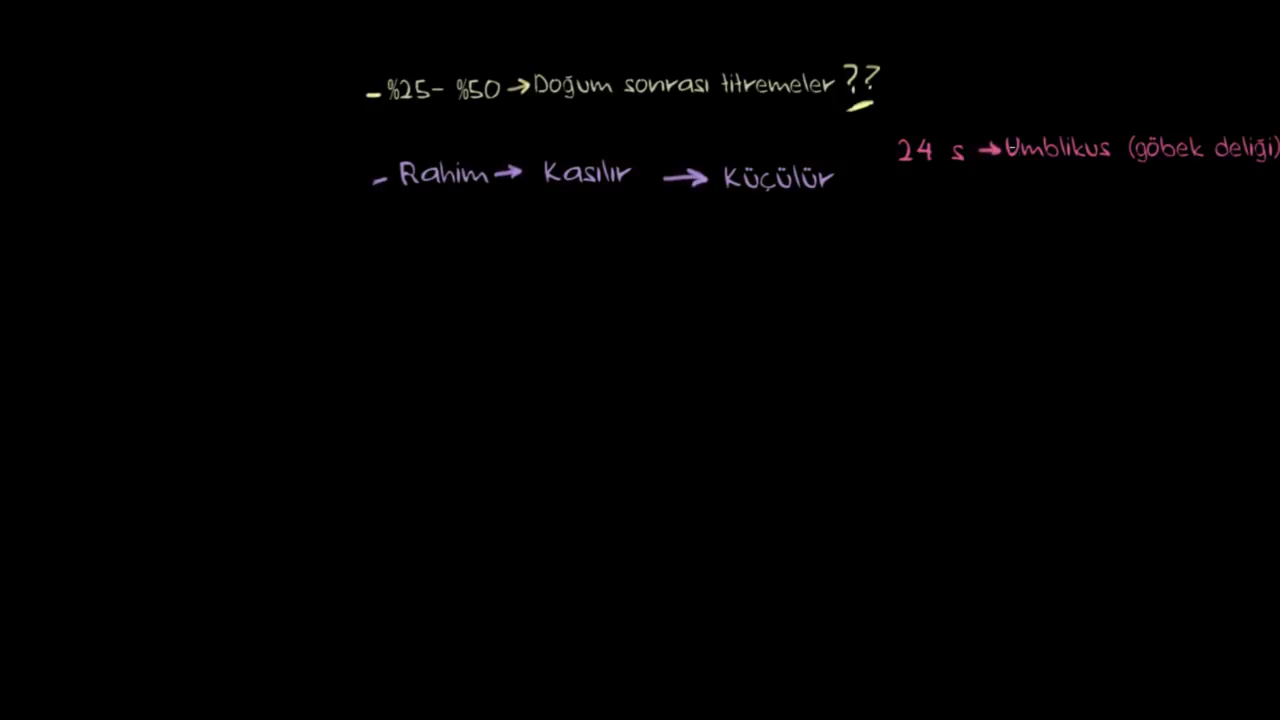 - %25- %50 → Doğum sonrası titremeler ??
24 s → Umblikus (göbek deliği)
- Rahim → Kasılır → Küçülür